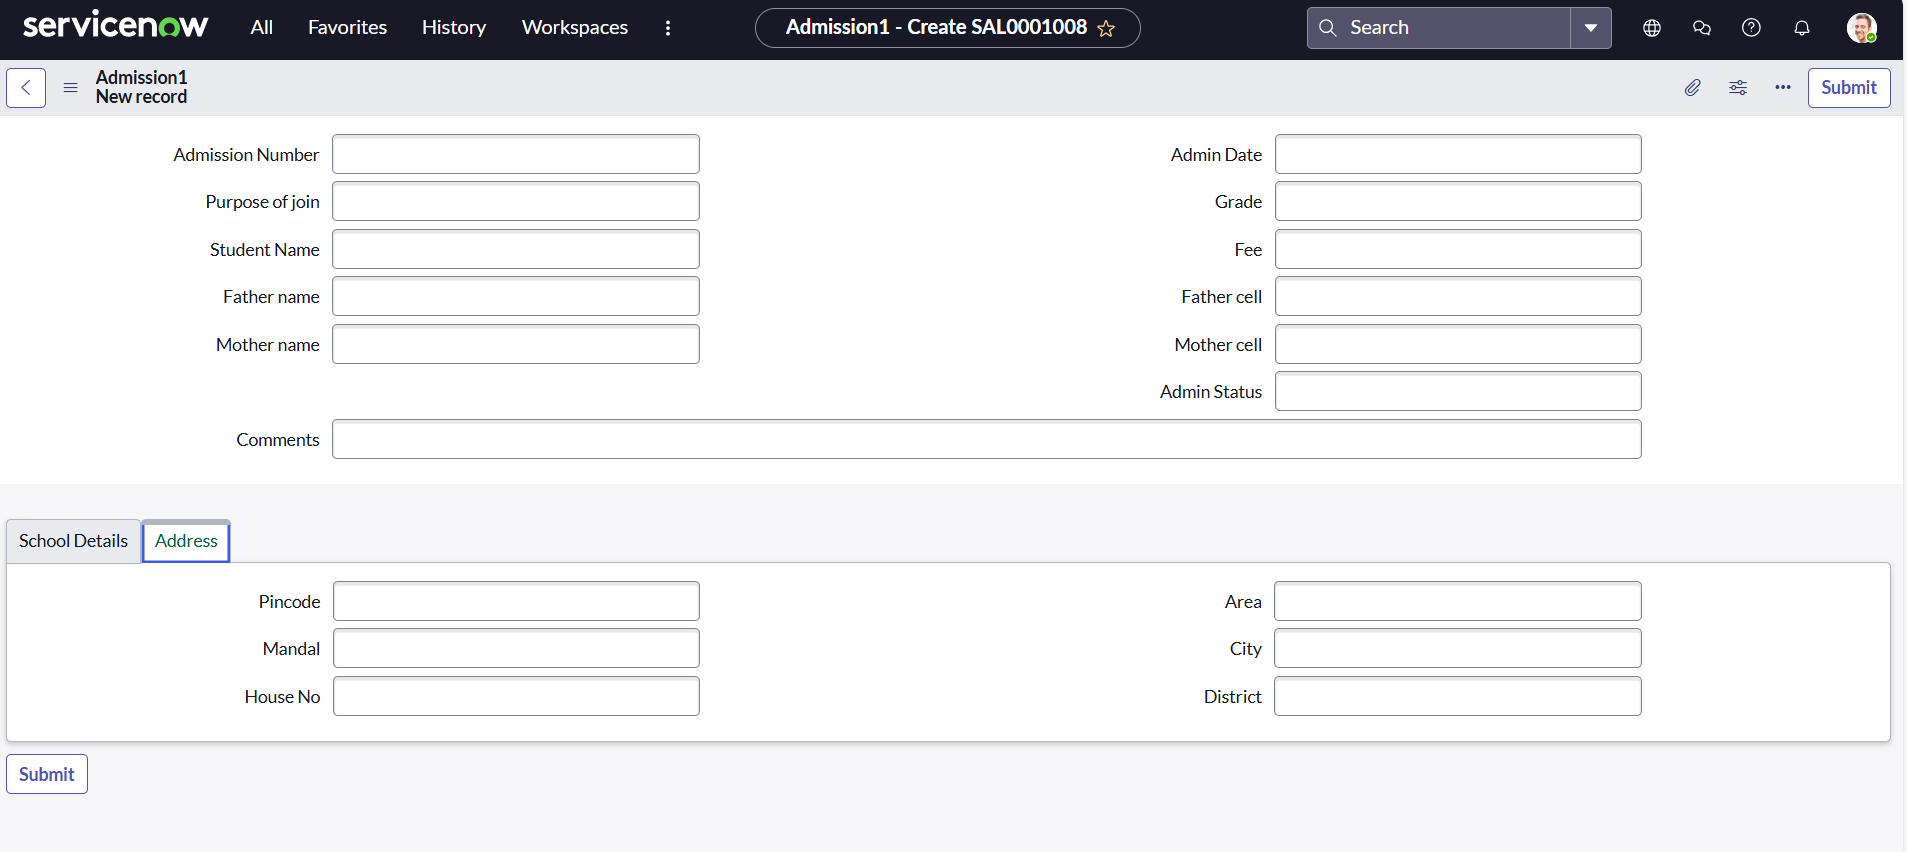 servicenow All Favorites History Workspaces Admission1 - Create SAL0001008 Search
Admission1
New record
Submit
Admission Number
Admin Date
Purpose of join
Grade
Student Name
Fee
Father name
Father cell
Mother name
Mother cell
Admin Status
Comments
School Details Address
Pincode
Area
Mandal
City
House No
District
Submit